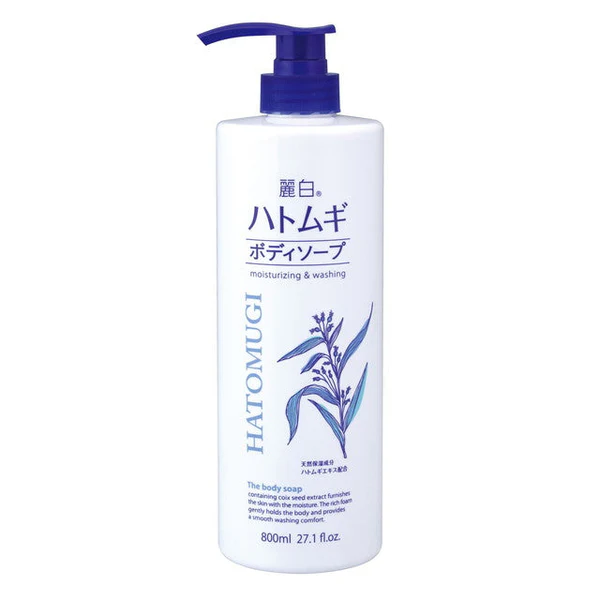 麗白®
ハトムギ
ボディソープ
moisturizing & washing
HATOMUGI
天然保湿成分
ハトムギエキス配合
The body soap
containing coix seed extract furnishes
the skin with the moisture. The rich foam
gently holds the body and provides
a smooth washing comfort.
800ml 27.1 fl.oz.